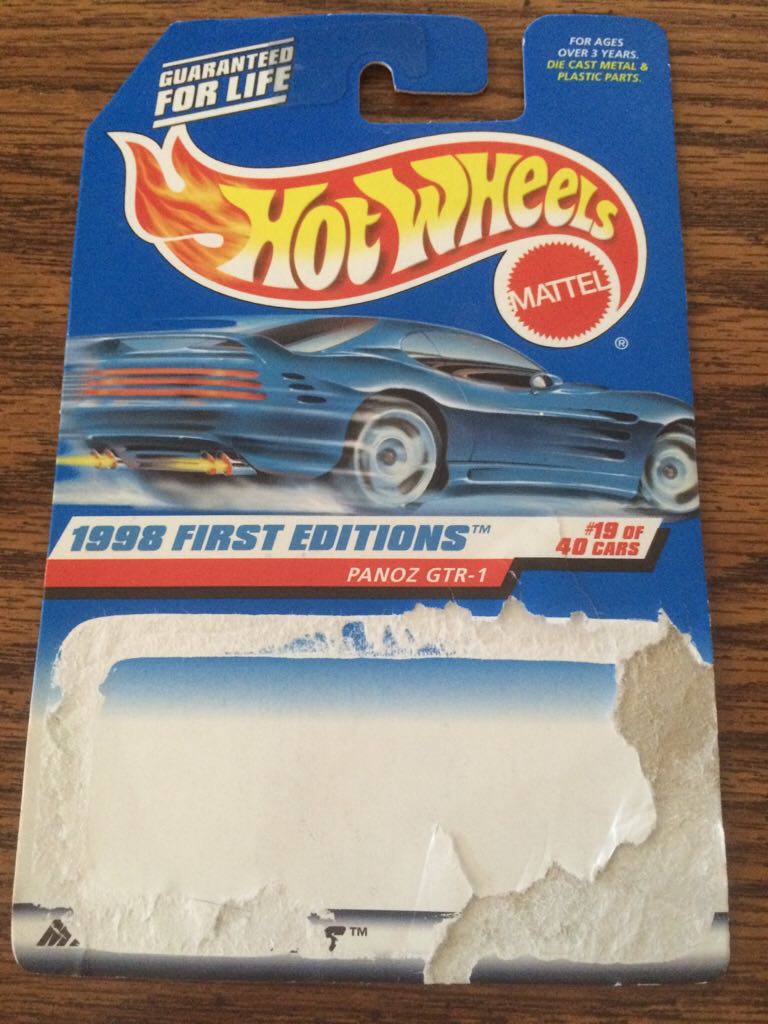 GUARANTEED
FOR LIFE
FOR AGES
OVER 3 YEARS.
DIE CAST METAL &
PLASTIC PARTS.
HOT WHEELS
MATTEL
®
1998 FIRST EDITIONS™
#19 OF
40 CARS
PANOZ GTR-1
™